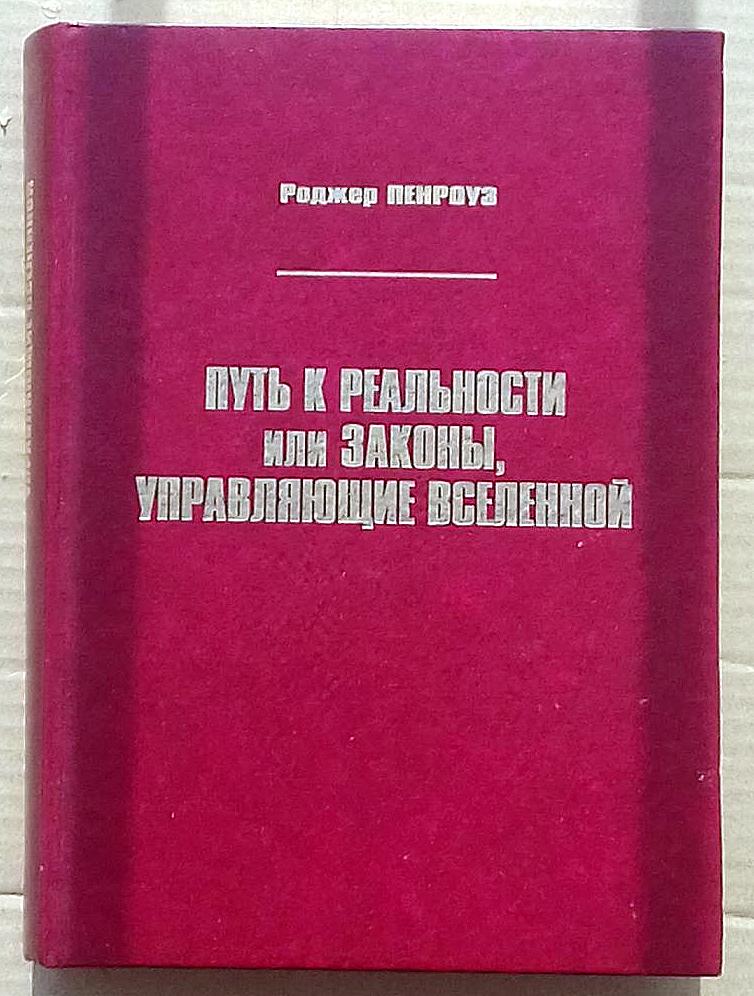 Роджер ПЕНРОУЗ
ПУТЬ К РЕАЛЬНОСТИ
или ЗАКОНЫ,
УПРАВЛЯЮЩИЕ ВСЕЛЕННОЙ